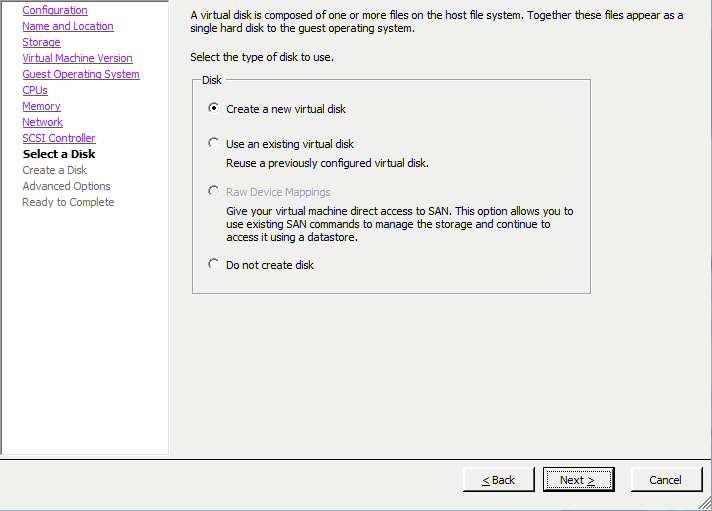 Configuration
Name and Location
Storage
Virtual Machine Version
Guest Operating System
CPUs
Memory
Network
SCSI Controller
Select a Disk
Create a Disk
Advanced Options
Ready to Complete
A virtual disk is composed of one or more files on the host file system. Together these files appear as a
single hard disk to the guest operating system.
Select the type of disk to use.
Disk
Create a new virtual disk
Use an existing virtual disk
Reuse a previously configured virtual disk.
Raw Device Mappings
Give your virtual machine direct access to SAN. This option allows you to
use existing SAN commands to manage the storage and continue to
access it using a datastore.
Do not create disk
< Back
Next >
Cancel